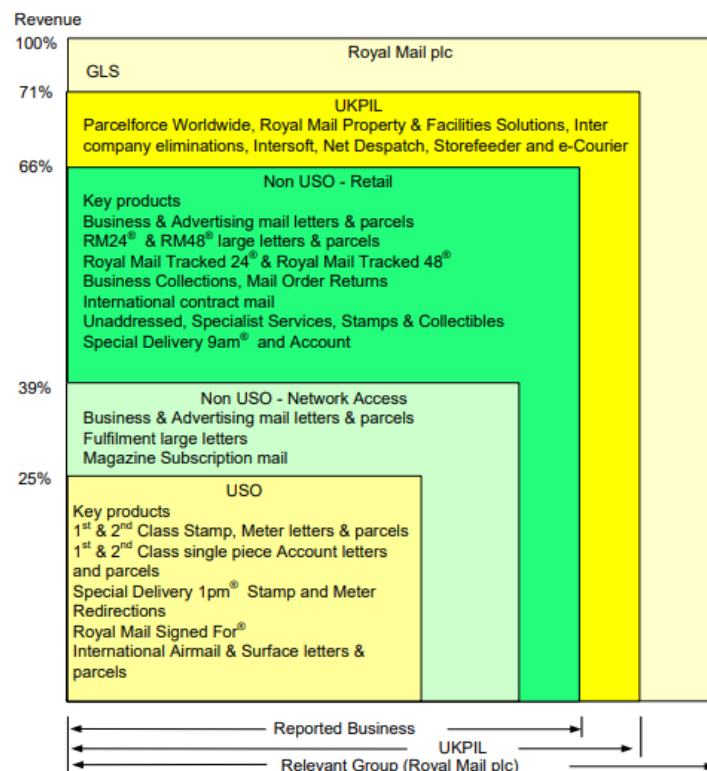 Revenue
100%
Royal Mail plc
GLS
71%
UKPIL
Parcelforce Worldwide, Royal Mail Property & Facilities Solutions, Inter
company eliminations, Intersoft, Net Despatch, Storefeeder and e-Courier
66%
Non USO - Retail
Key products
Business & Advertising mail letters & parcels
RM24® & RM48® large letters & parcels
Royal Mail Tracked 24® & Royal Mail Tracked 48®
Business Collections, Mail Order Returns
International contract mail
Unaddressed, Specialist Services, Stamps & Collectibles
Special Delivery 9am® and Account
39%
Non USO - Network Access
Business & Advertising mail letters & parcels
Fulfilment large letters
Magazine Subscription mail
25%
USO
Key products
1st & 2nd Class Stamp, Meter letters & parcels
1st & 2nd Class single piece Account letters
and parcels
Special Delivery 1pm® Stamp and Meter
Redirections
Royal Mail Signed For®
International Airmail & Surface letters &
parcels
Reported Business
UKPIL
Relevant Group (Royal Mail plc)